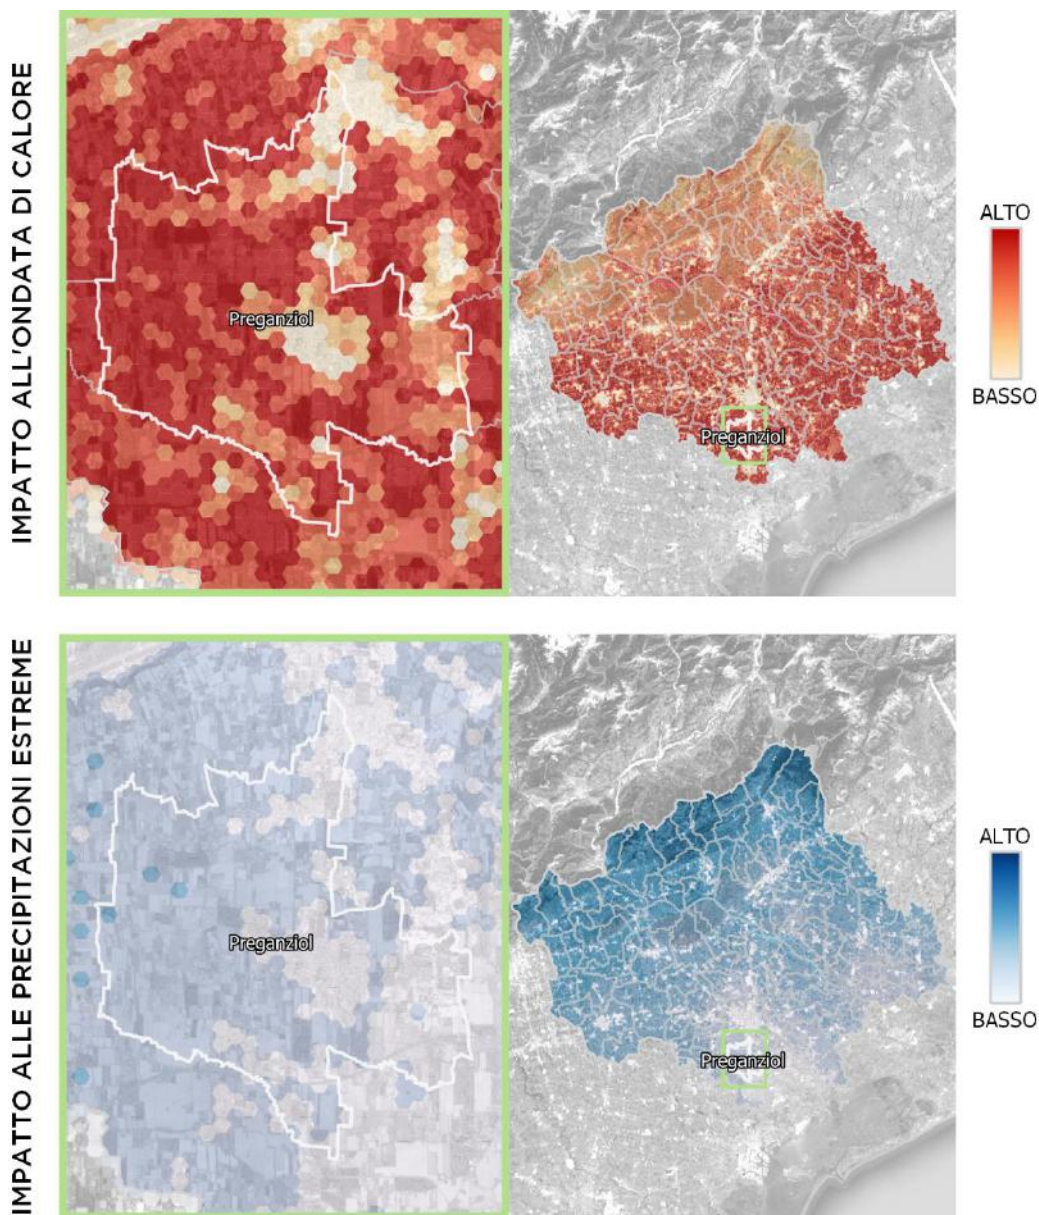 IMPATTO ALL'ONDATA DI CALORE
Preganziol
Preganziol
ALTO
BASSO
IMPATTO ALLE PRECIPITAZIONI ESTREME
Preganziol
Preganziol
ALTO
BASSO